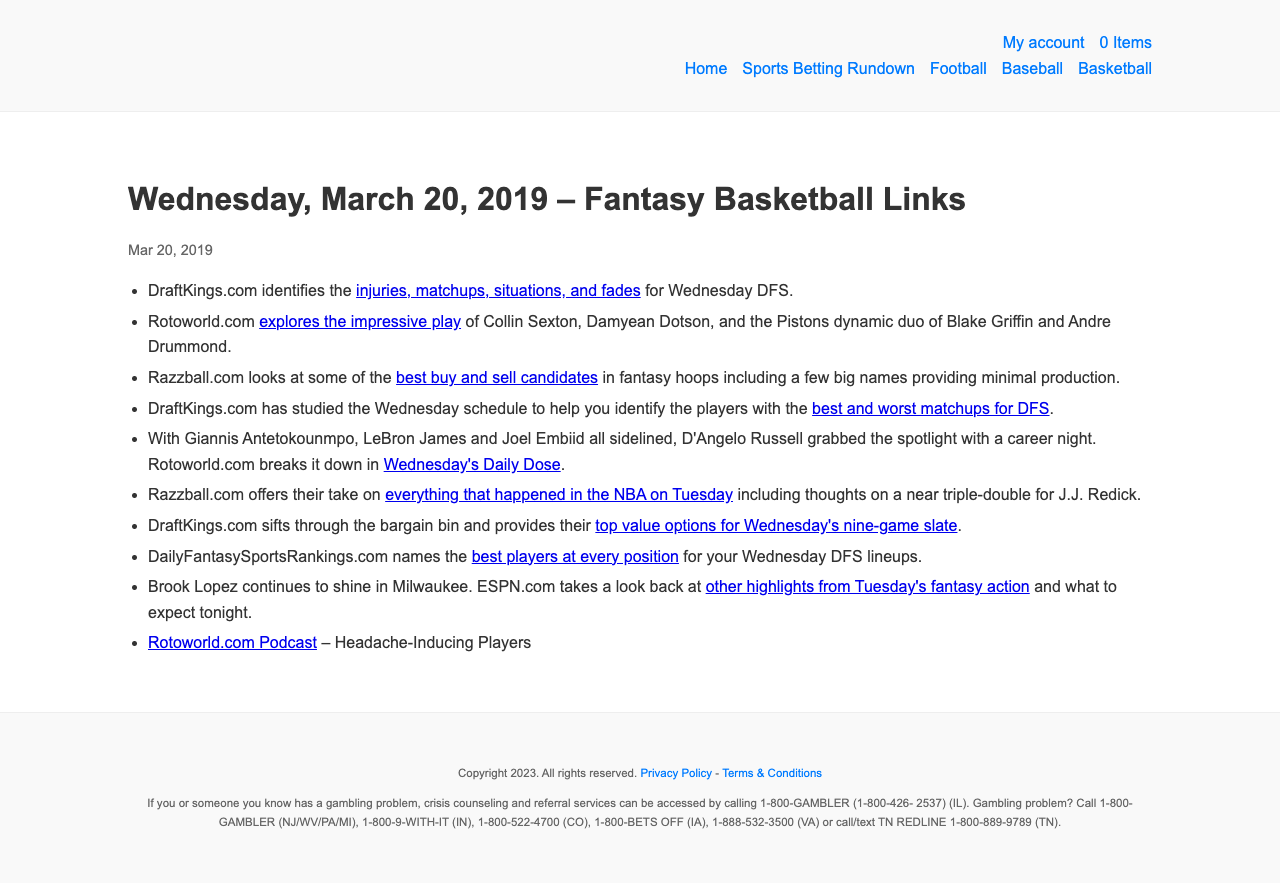 My account 0 Items
Home Sports Betting Rundown Football Baseball Basketball
Wednesday, March 20, 2019 – Fantasy Basketball Links
Mar 20, 2019
• DraftKings.com identifies the injuries, matchups, situations, and fades for Wednesday DFS.
• Rotoworld.com explores the impressive play of Collin Sexton, Damyean Dotson, and the Pistons dynamic duo of Blake Griffin and Andre
Drummond.
• Razzball.com looks at some of the best buy and sell candidates in fantasy hoops including a few big names providing minimal production.
• DraftKings.com has studied the Wednesday schedule to help you identify the players with the best and worst matchups for DFS.
• With Giannis Antetokounmpo, LeBron James and Joel Embiid all sidelined, D'Angelo Russell grabbed the spotlight with a career night.
Rotoworld.com breaks it down in Wednesday's Daily Dose.
• Razzball.com offers their take on everything that happened in the NBA on Tuesday including thoughts on a near triple-double for J.J. Redick.
• DraftKings.com sifts through the bargain bin and provides their top value options for Wednesday's nine-game slate.
• DailyFantasySportsRankings.com names the best players at every position for your Wednesday DFS lineups.
• Brook Lopez continues to shine in Milwaukee. ESPN.com takes a look back at other highlights from Tuesday's fantasy action and what to
expect tonight.
• Rotoworld.com Podcast – Headache-Inducing Players
Copyright 2023. All rights reserved. Privacy Policy - Terms & Conditions
If you or someone you know has a gambling problem, crisis counseling and referral services can be accessed by calling 1-800-GAMBLER (1-800-426- 2537) (IL). Gambling problem? Call 1-800-
GAMBLER (NJ/WV/PA/MI), 1-800-9-WITH-IT (IN), 1-800-522-4700 (CO), 1-800-BETS OFF (IA), 1-888-532-3500 (VA) or call/text TN REDLINE 1-800-889-9789 (TN).